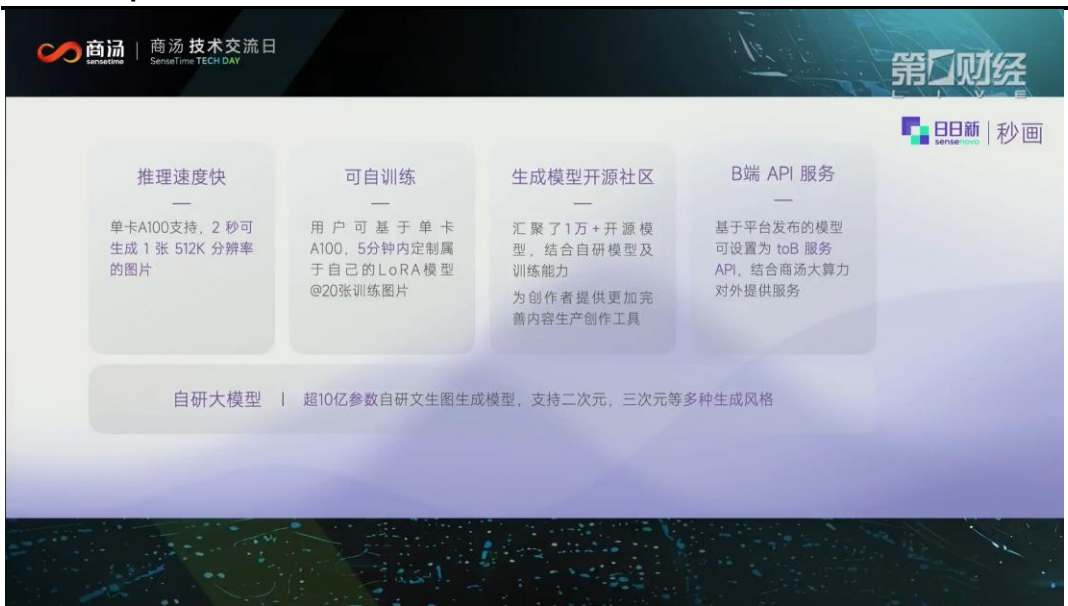 商汤
sensetime
商汤 技术交流日
SenseTime TECH DAY
第一财经
LIVE
日日新
sensenova
秒画
推理速度快
单卡A100支持，2 秒可
生成 1 张 512K 分辨率
的图片
可自训练
用户可基于单卡
A100，5分钟内定制属
于自己的LoRA模型
@20张训练图片
生成模型开源社区
汇聚了1万+开源模
型，结合自研模型及
训练能力
为创作者提供更加完
善内容生产创作工具
B端 API 服务
基于平台发布的模型
可设置为 toB 服务
API，结合商汤大算力
对外提供服务
自研大模型 | 超10亿参数自研文生图生成模型，支持二次元，三次元等多种生成风格